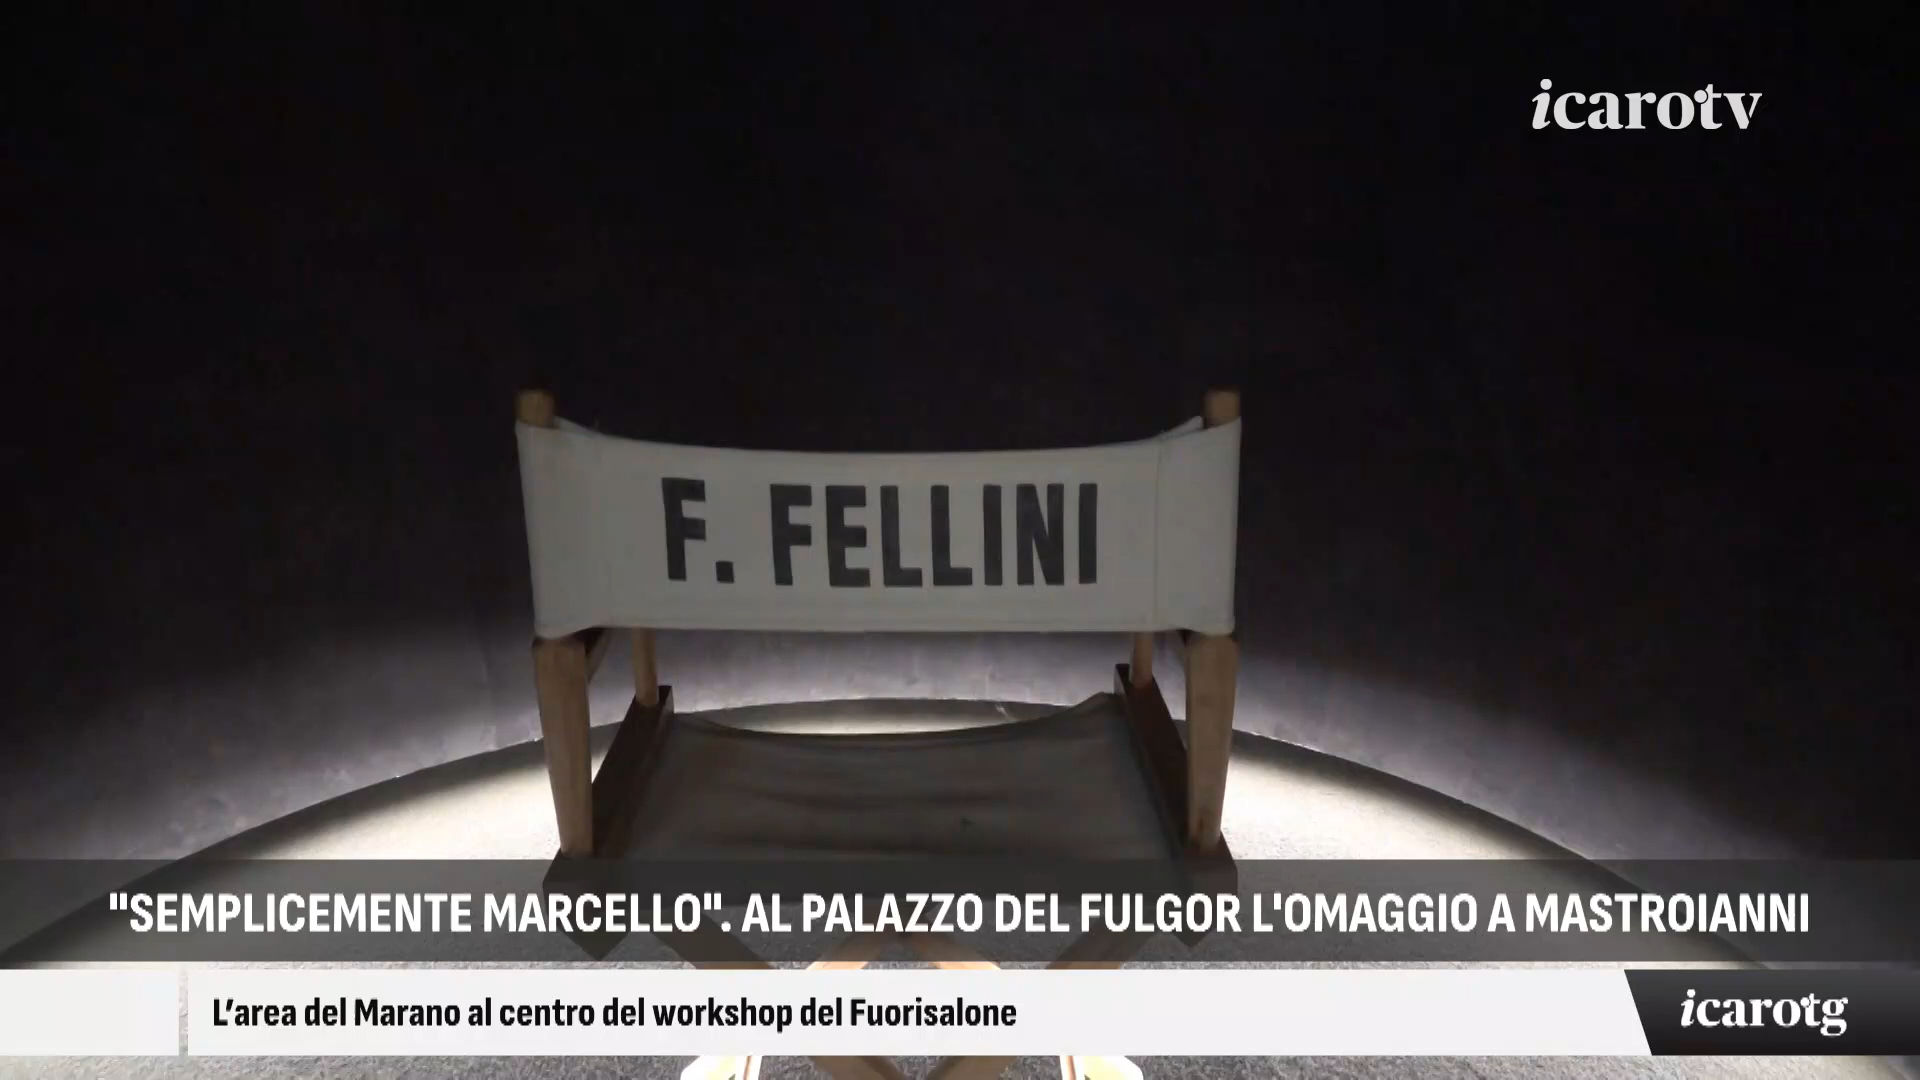 icarotv
F. FELLINI
"SEMPLICEMENTE MARCELLO". AL PALAZZO DEL FULGOR L'OMAGGIO A MASTROIANNI
L'area del Marano al centro del workshop del Fuorisalone
icarotg